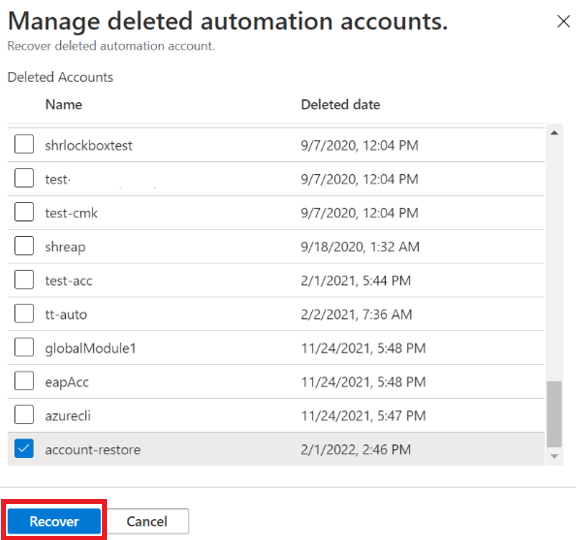 Manage deleted automation accounts.
Recover deleted automation account.
Deleted Accounts
Name Deleted date
shrlockboxtest 9/7/2020, 12:04 PM
test- 9/7/2020, 12:04 PM
test-cmk 9/7/2020, 12:04 PM
shreap 9/18/2020, 1:32 AM
test-acc 2/1/2021, 5:44 PM
tt-auto 2/2/2021, 7:36 AM
globalModule1 11/24/2021, 5:48 PM
eapAcc 11/24/2021, 5:48 PM
azurecli 11/24/2021, 5:47 PM
account-restore 2/1/2022, 2:46 PM
Recover Cancel